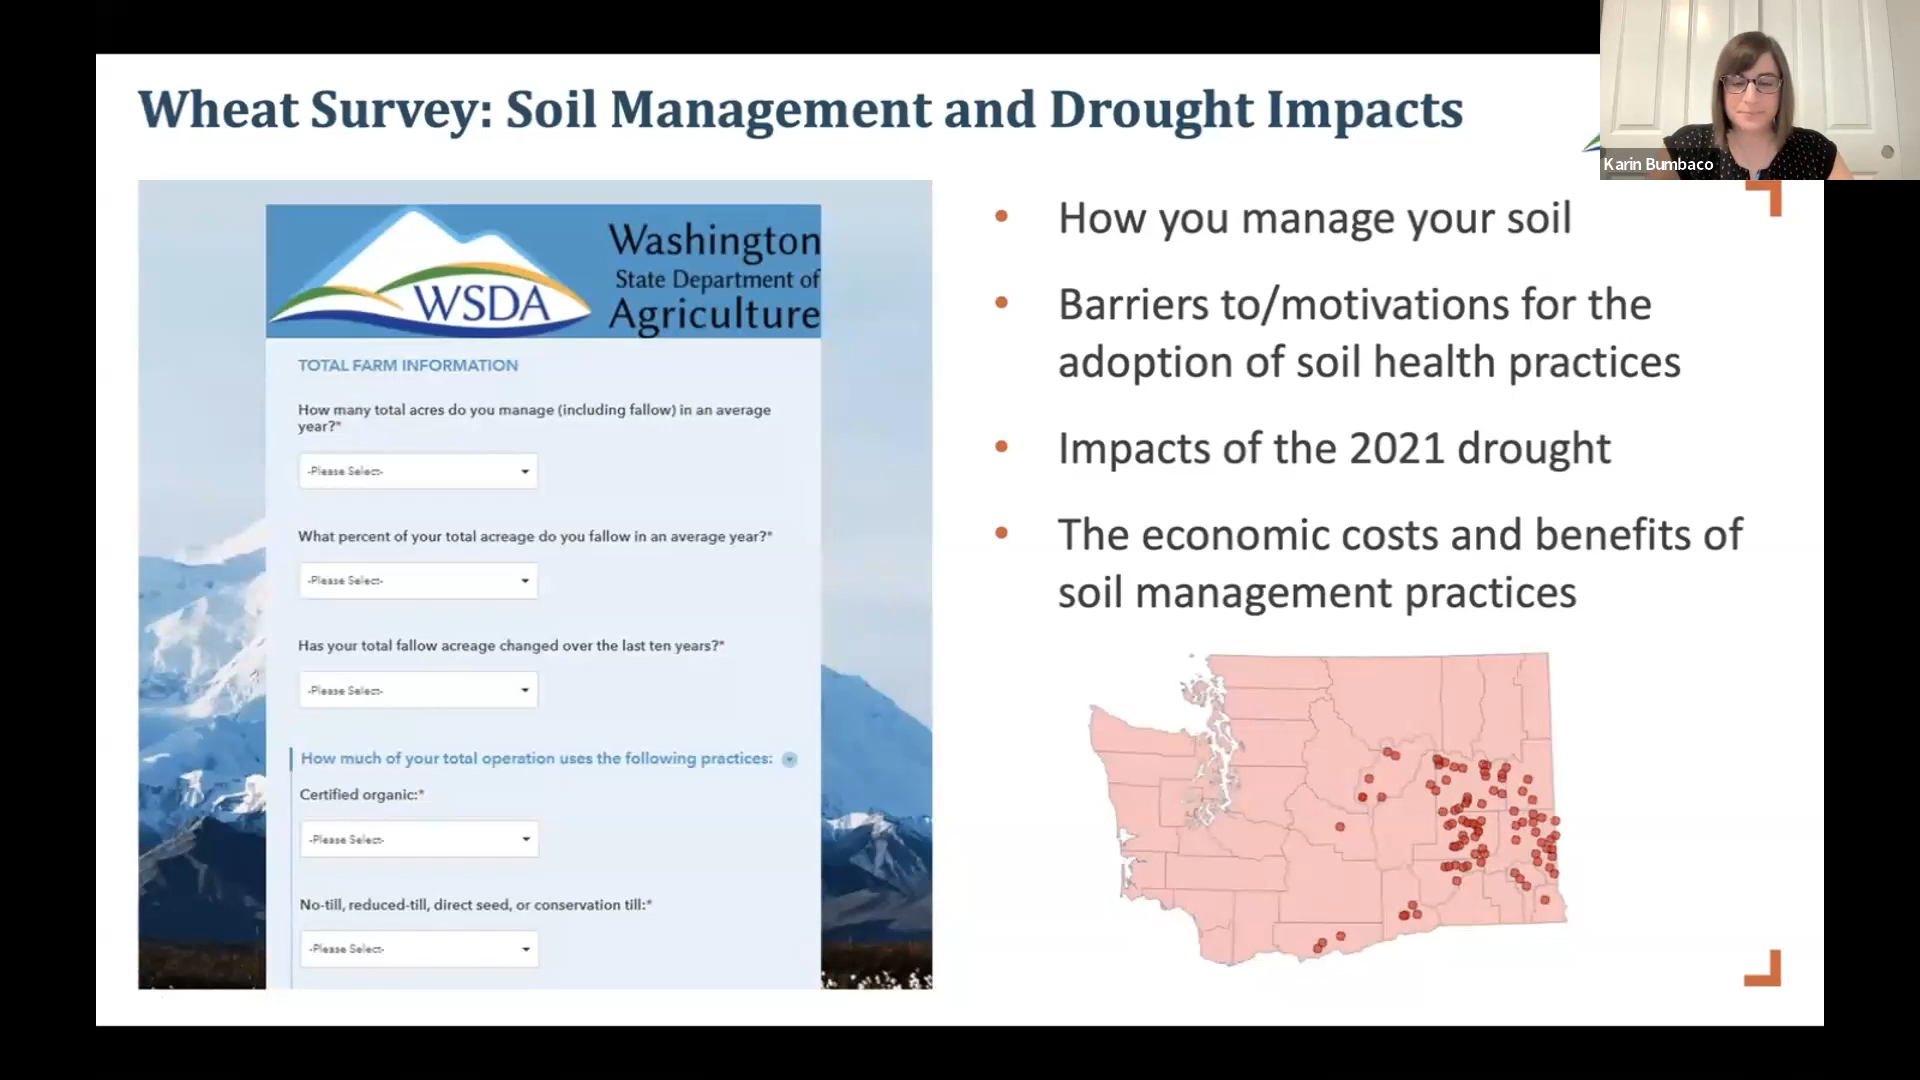 Wheat Survey: Soil Management and Drought Impacts
Karin Bumbaco
WSDA
Washington
State Department of
Agriculture
TOTAL FARM INFORMATION
How many total acres do you manage (including fallow) in an average
year?*
-Please Select-
What percent of your total acreage do you fallow in an average year?*
-Please Select-
Has your total fallow acreage changed over the last ten years?*
-Please Select-
How much of your total operation uses the following practices:
Certified organic:*
-Please Select-
No-till, reduced-till, direct seed, or conservation till:*
-Please Select-
• How you manage your soil
• Barriers to/motivations for the
adoption of soil health practices
• Impacts of the 2021 drought
• The economic costs and benefits of
soil management practices